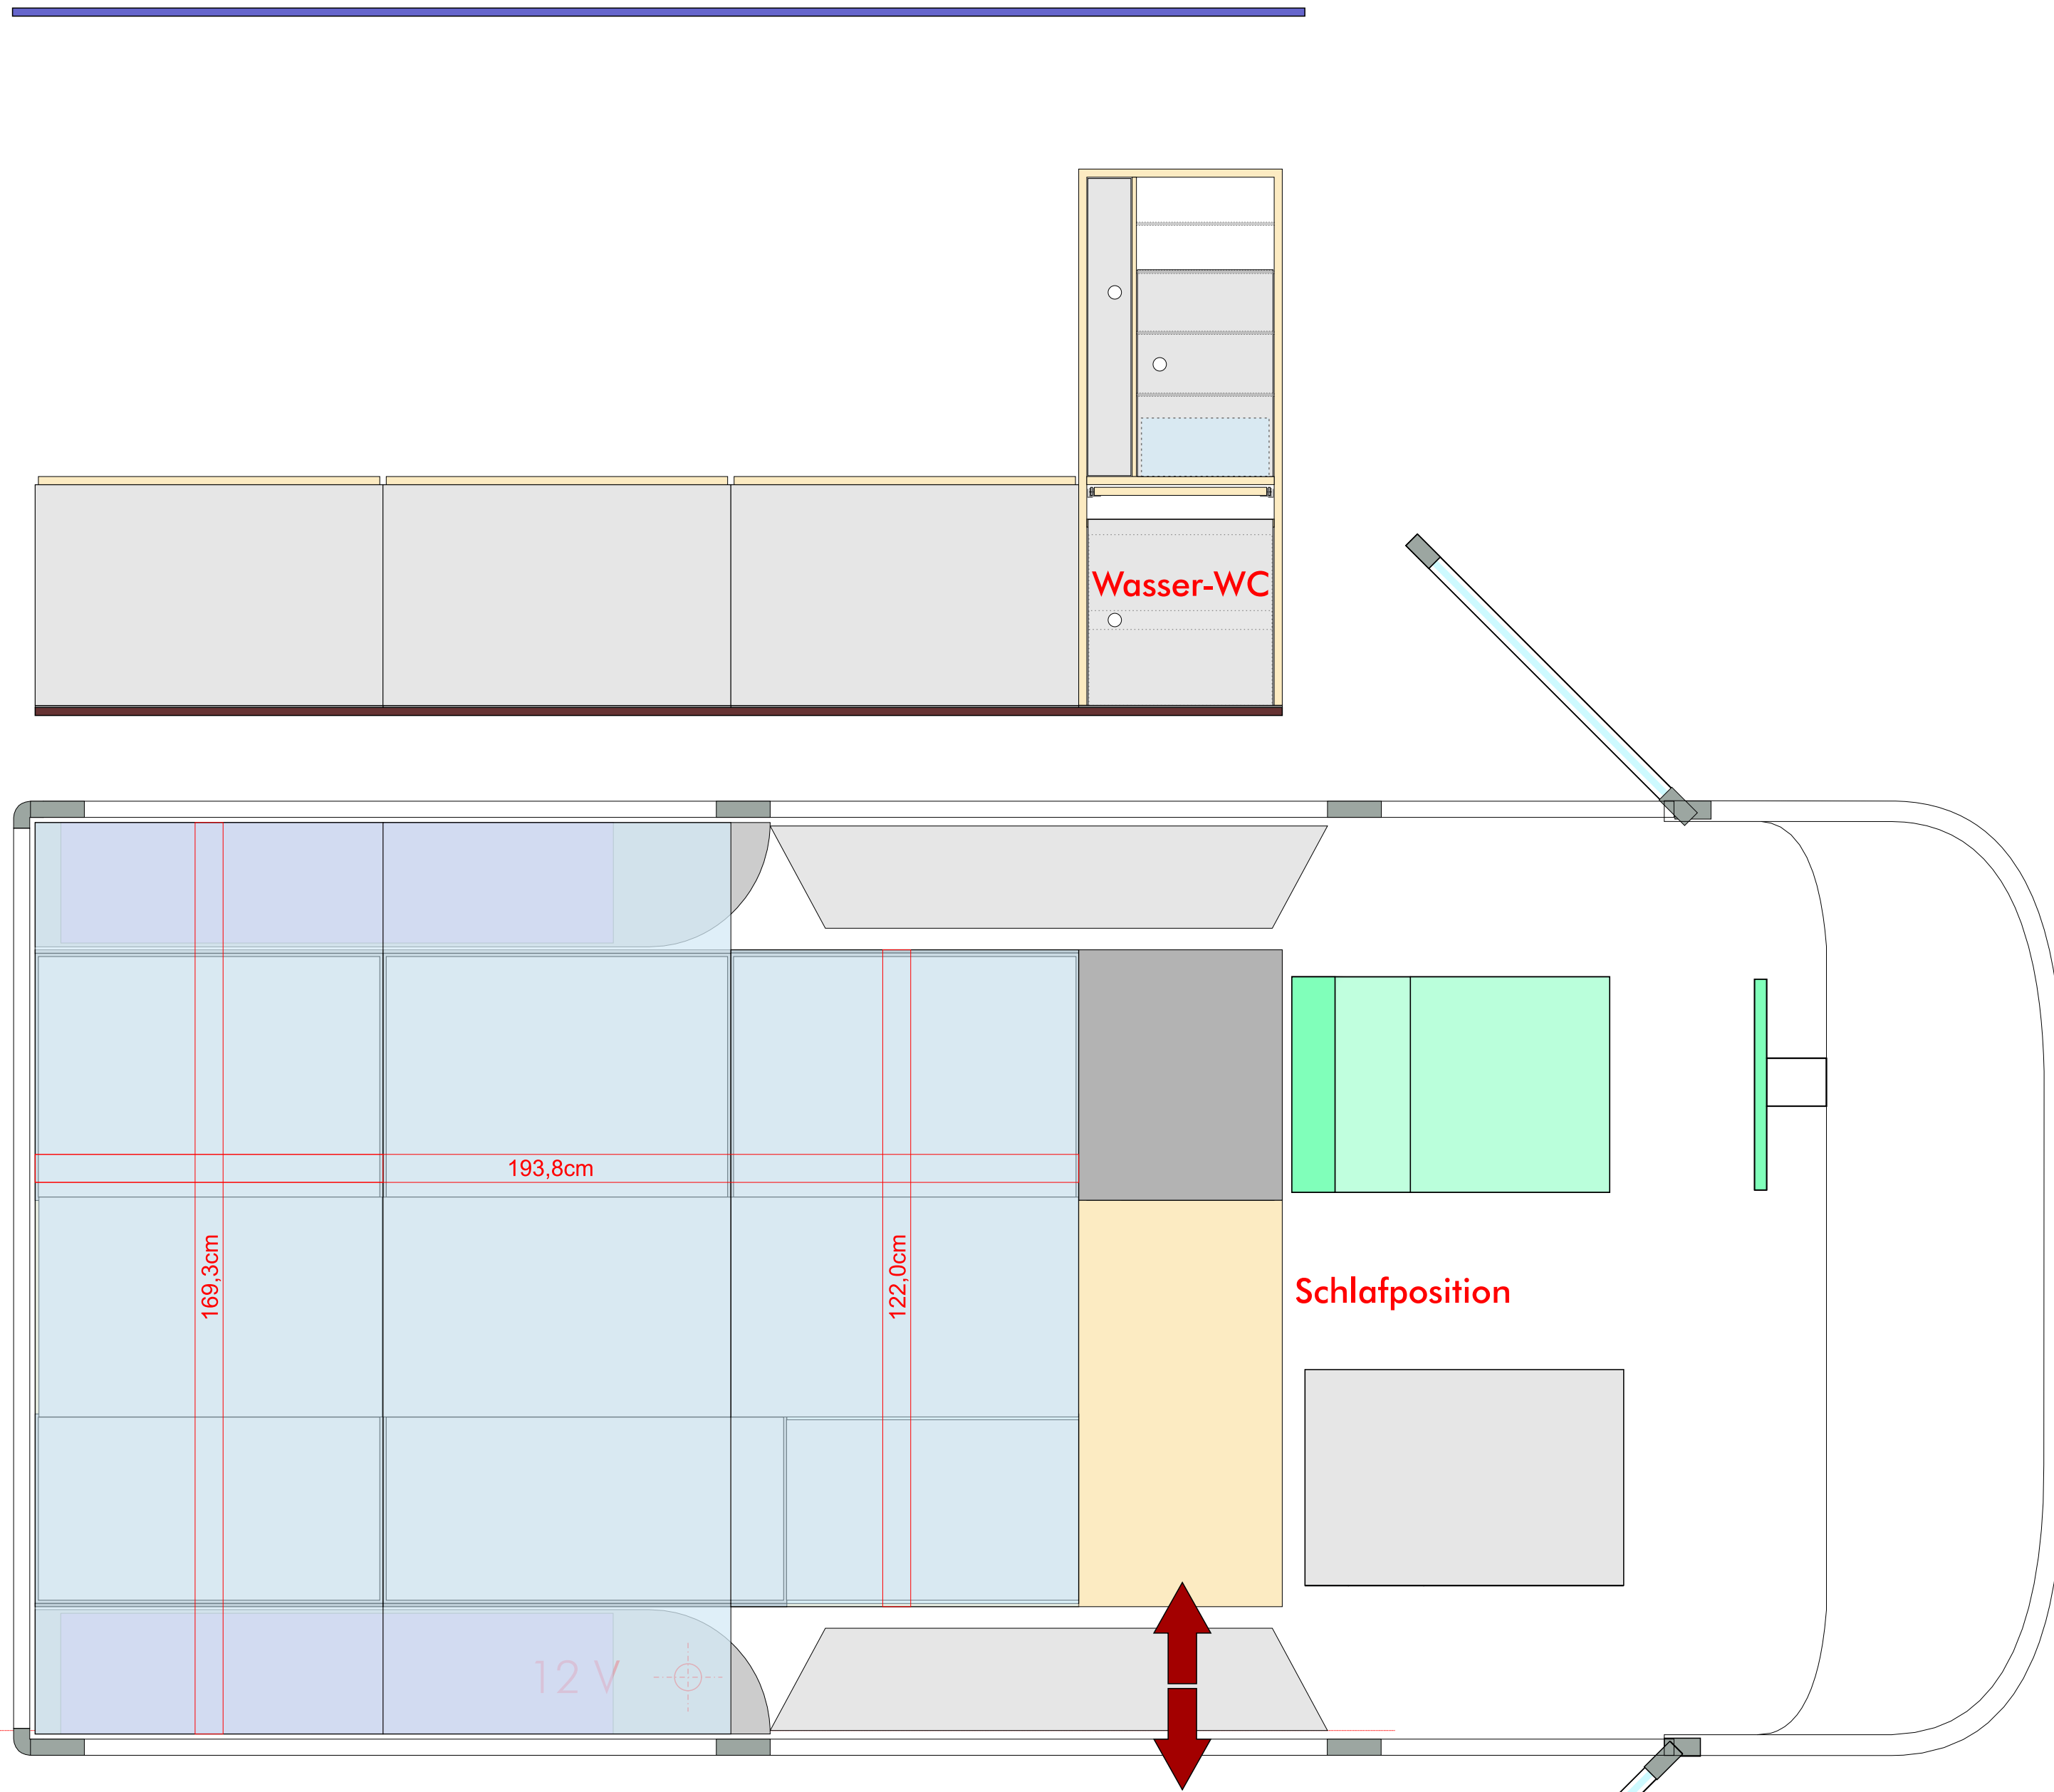 Wasser-WC
193,8cm
169,3cm
122,0cm
Schlafposition
12 V